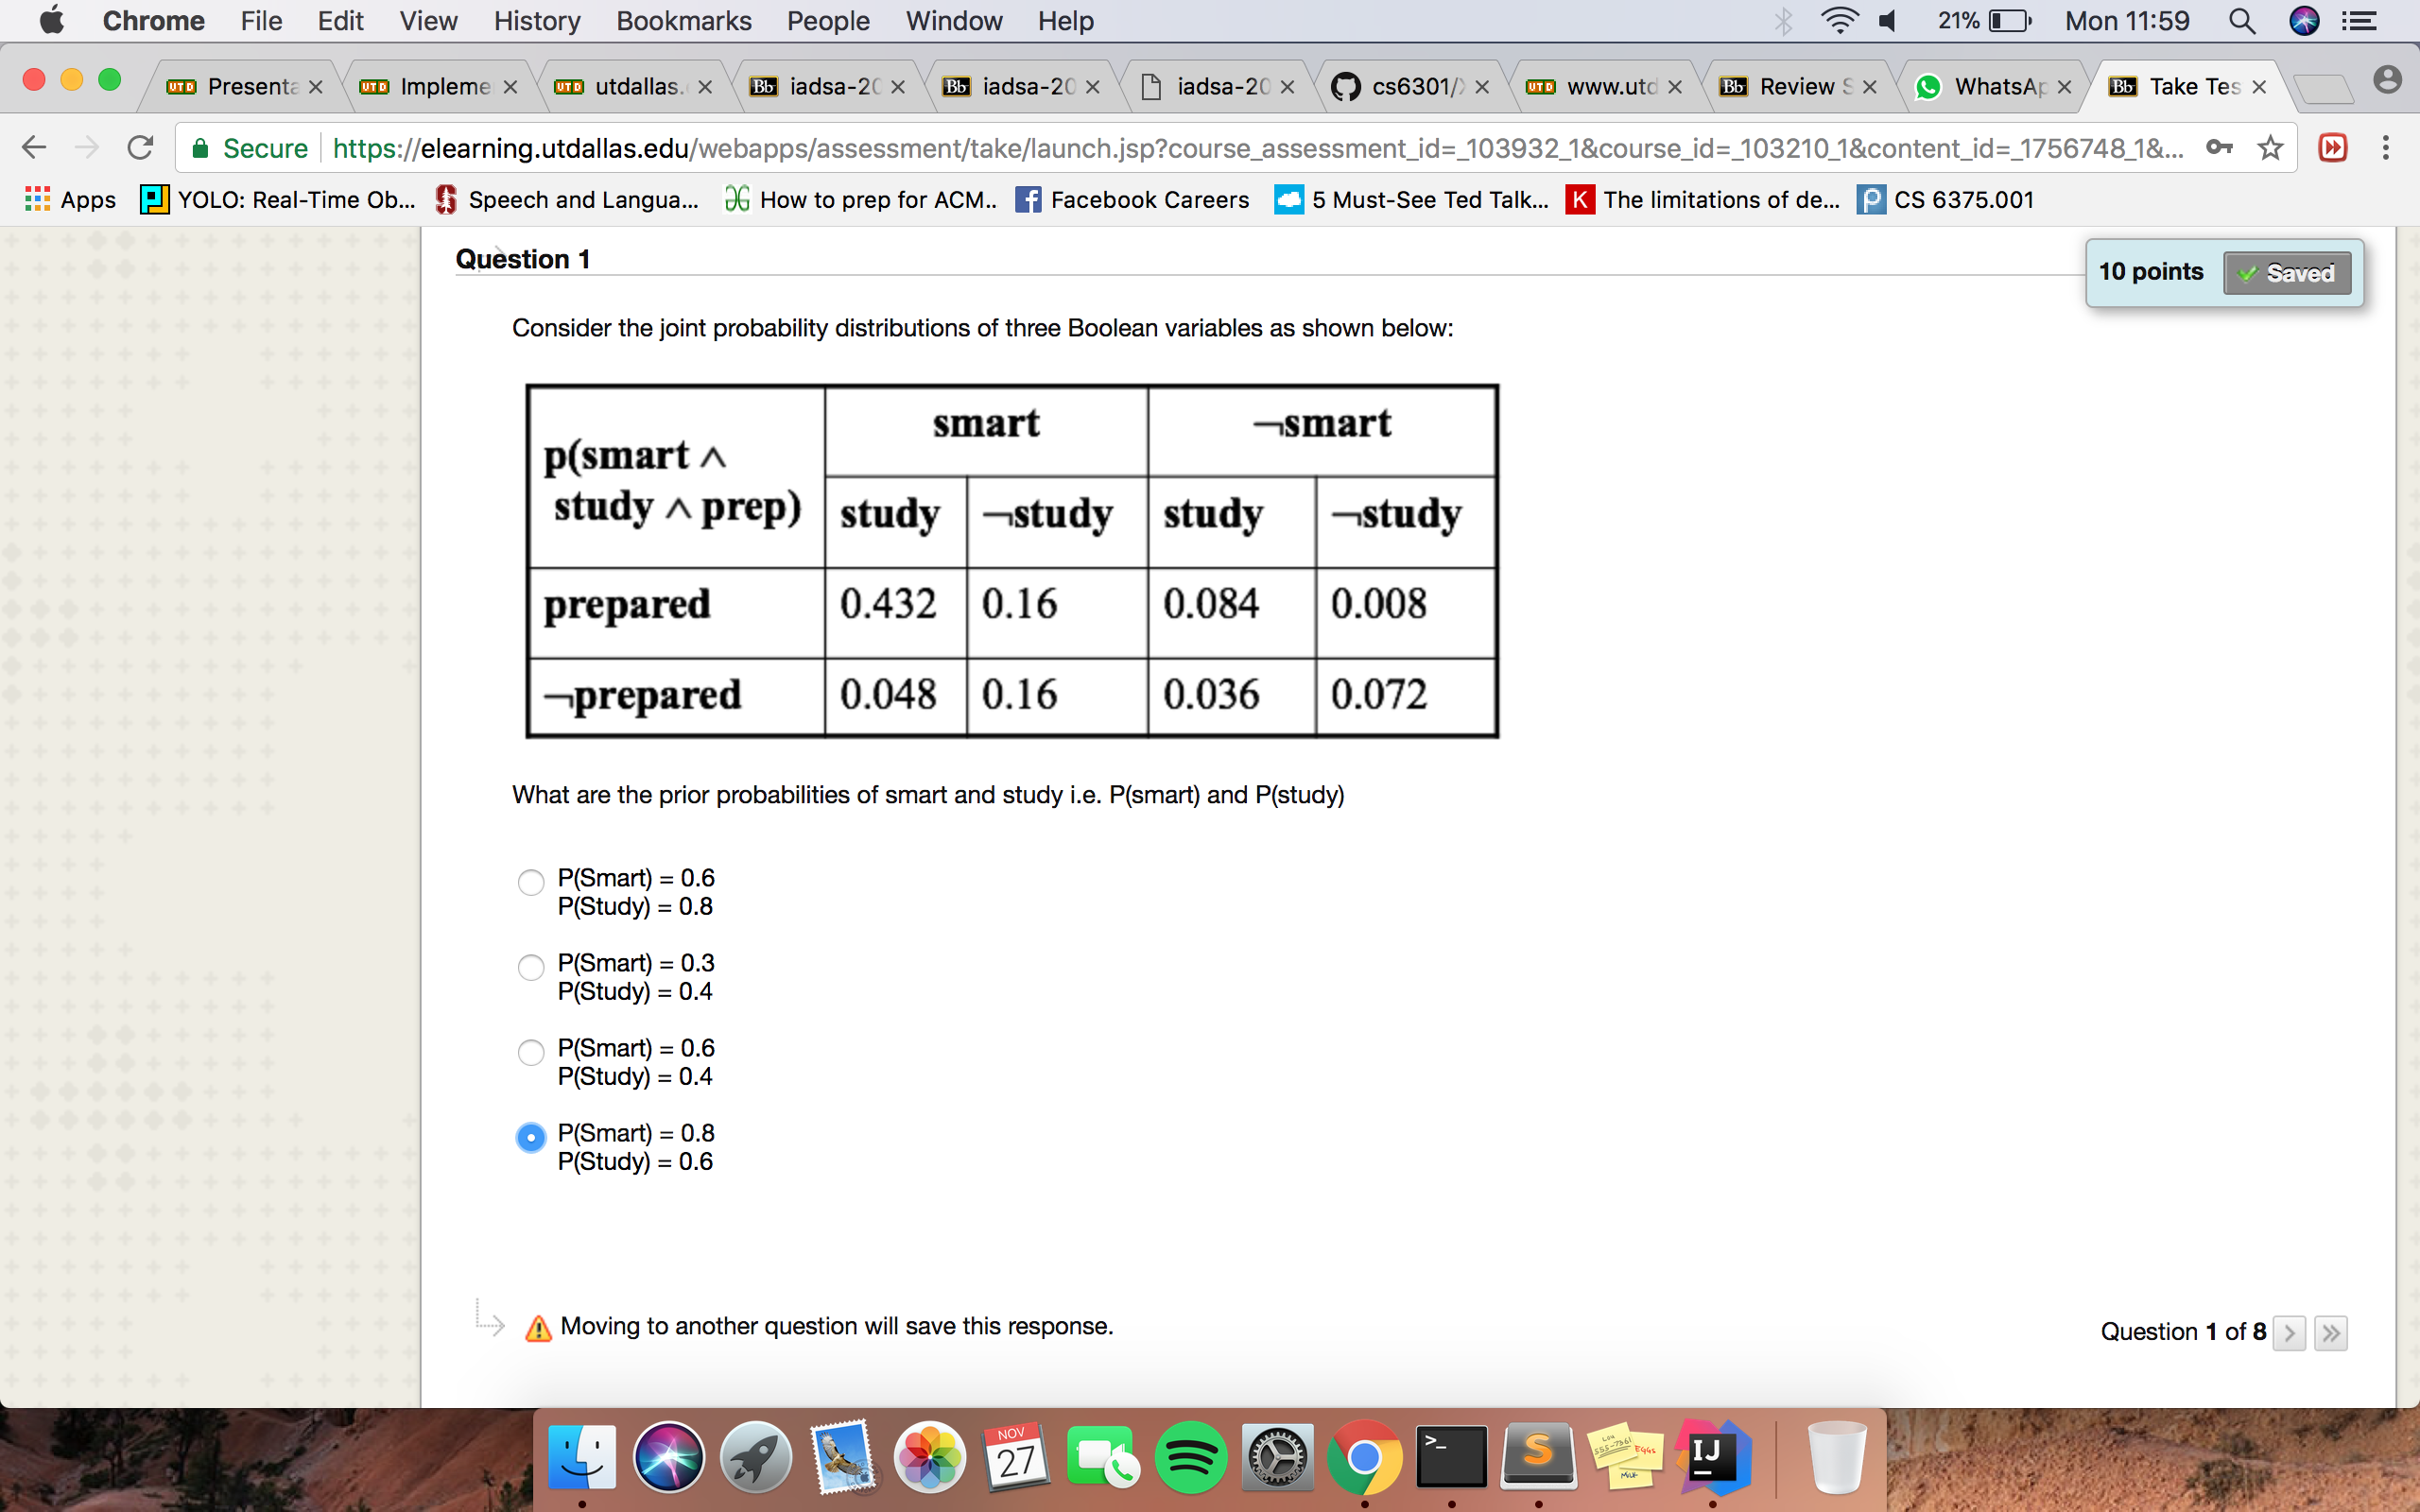 Chrome File Edit View History Bookmarks People Window Help 21% Mon 11:59
Presenta Impleme utdallas. iadsa-20 iadsa-20 iadsa-20 cs6301/ www.utd Review S WhatsAp Take Tes
Secure https://elearning.utdallas.edu/webapps/assessment/take/launch.jsp?course_assessment_id=_103932_1&course_id=_103210_1&content_id=_1756748_1&...
Apps YOLO: Real-Time Ob... Speech and Langua... How to prep for ACM.. Facebook Careers 5 Must-See Ted Talk... The limitations of de... CS 6375.001
Question 1
10 points Saved
Consider the joint probability distributions of three Boolean variables as shown below:
p(smart ∧ study ∧ prep) smart ¬smart
study ¬study study ¬study
prepared 0.432 0.16 0.084 0.008
¬prepared 0.048 0.16 0.036 0.072
What are the prior probabilities of smart and study i.e. P(smart) and P(study)
P(Smart) = 0.6
P(Study) = 0.8
P(Smart) = 0.3
P(Study) = 0.4
P(Smart) = 0.6
P(Study) = 0.4
P(Smart) = 0.8
P(Study) = 0.6
Moving to another question will save this response.
Question 1 of 8
NOV
27